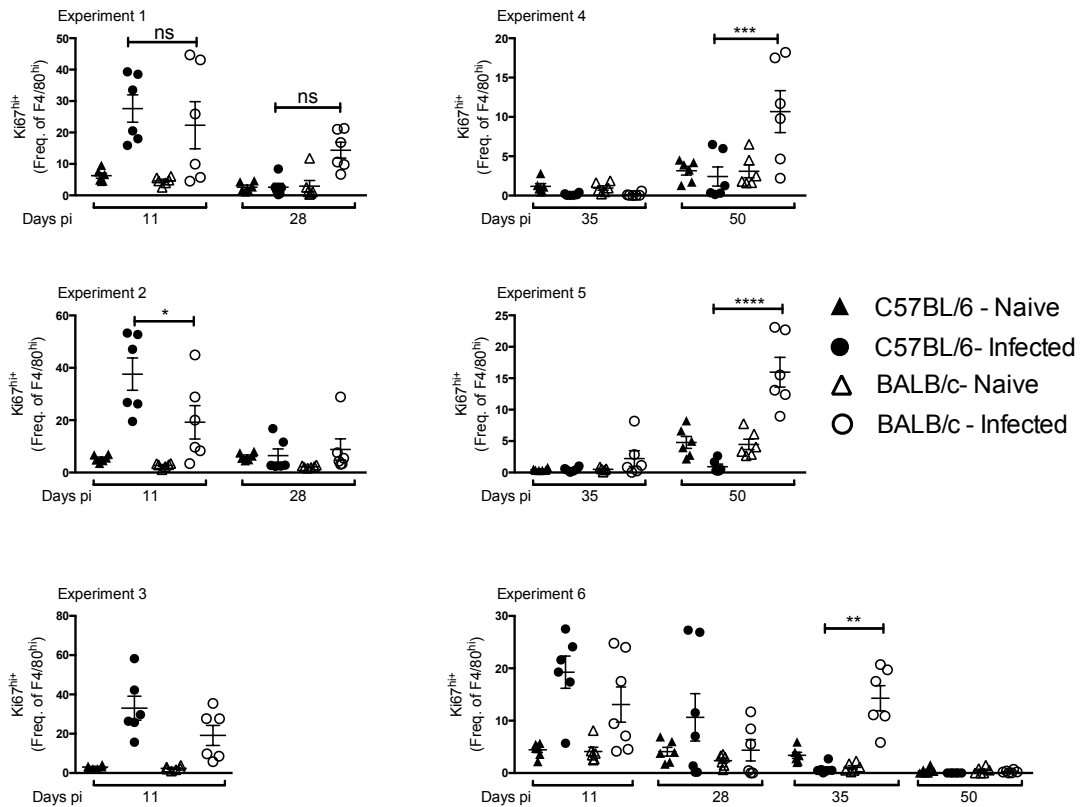 Experiment 1
ns
ns
Ki67hi+
(Freq. of F4/80hi)
50
40
30
20
10
0
Days pi
11
28
Experiment 4
***
Ki67hi+
(Freq. of F4/80hi)
20
15
10
5
0
Days pi
35
50
Experiment 2
*
Ki67hi+
(Freq. of F4/80hi)
60
40
20
0
Days pi
11
28
Experiment 5
****
Ki67hi+
(Freq. of F4/80hi)
25
20
15
10
5
0
Days pi
35
50
C57BL/6 - Naive
C57BL/6- Infected
BALB/c- Naive
BALB/c - Infected
Experiment 3
Ki67hi+
(Freq. of F4/80hi)
80
60
40
20
0
Days pi
11
Experiment 6
**
Ki67hi+
(Freq. of F4/80hi)
30
20
10
0
Days pi
11
28
35
50